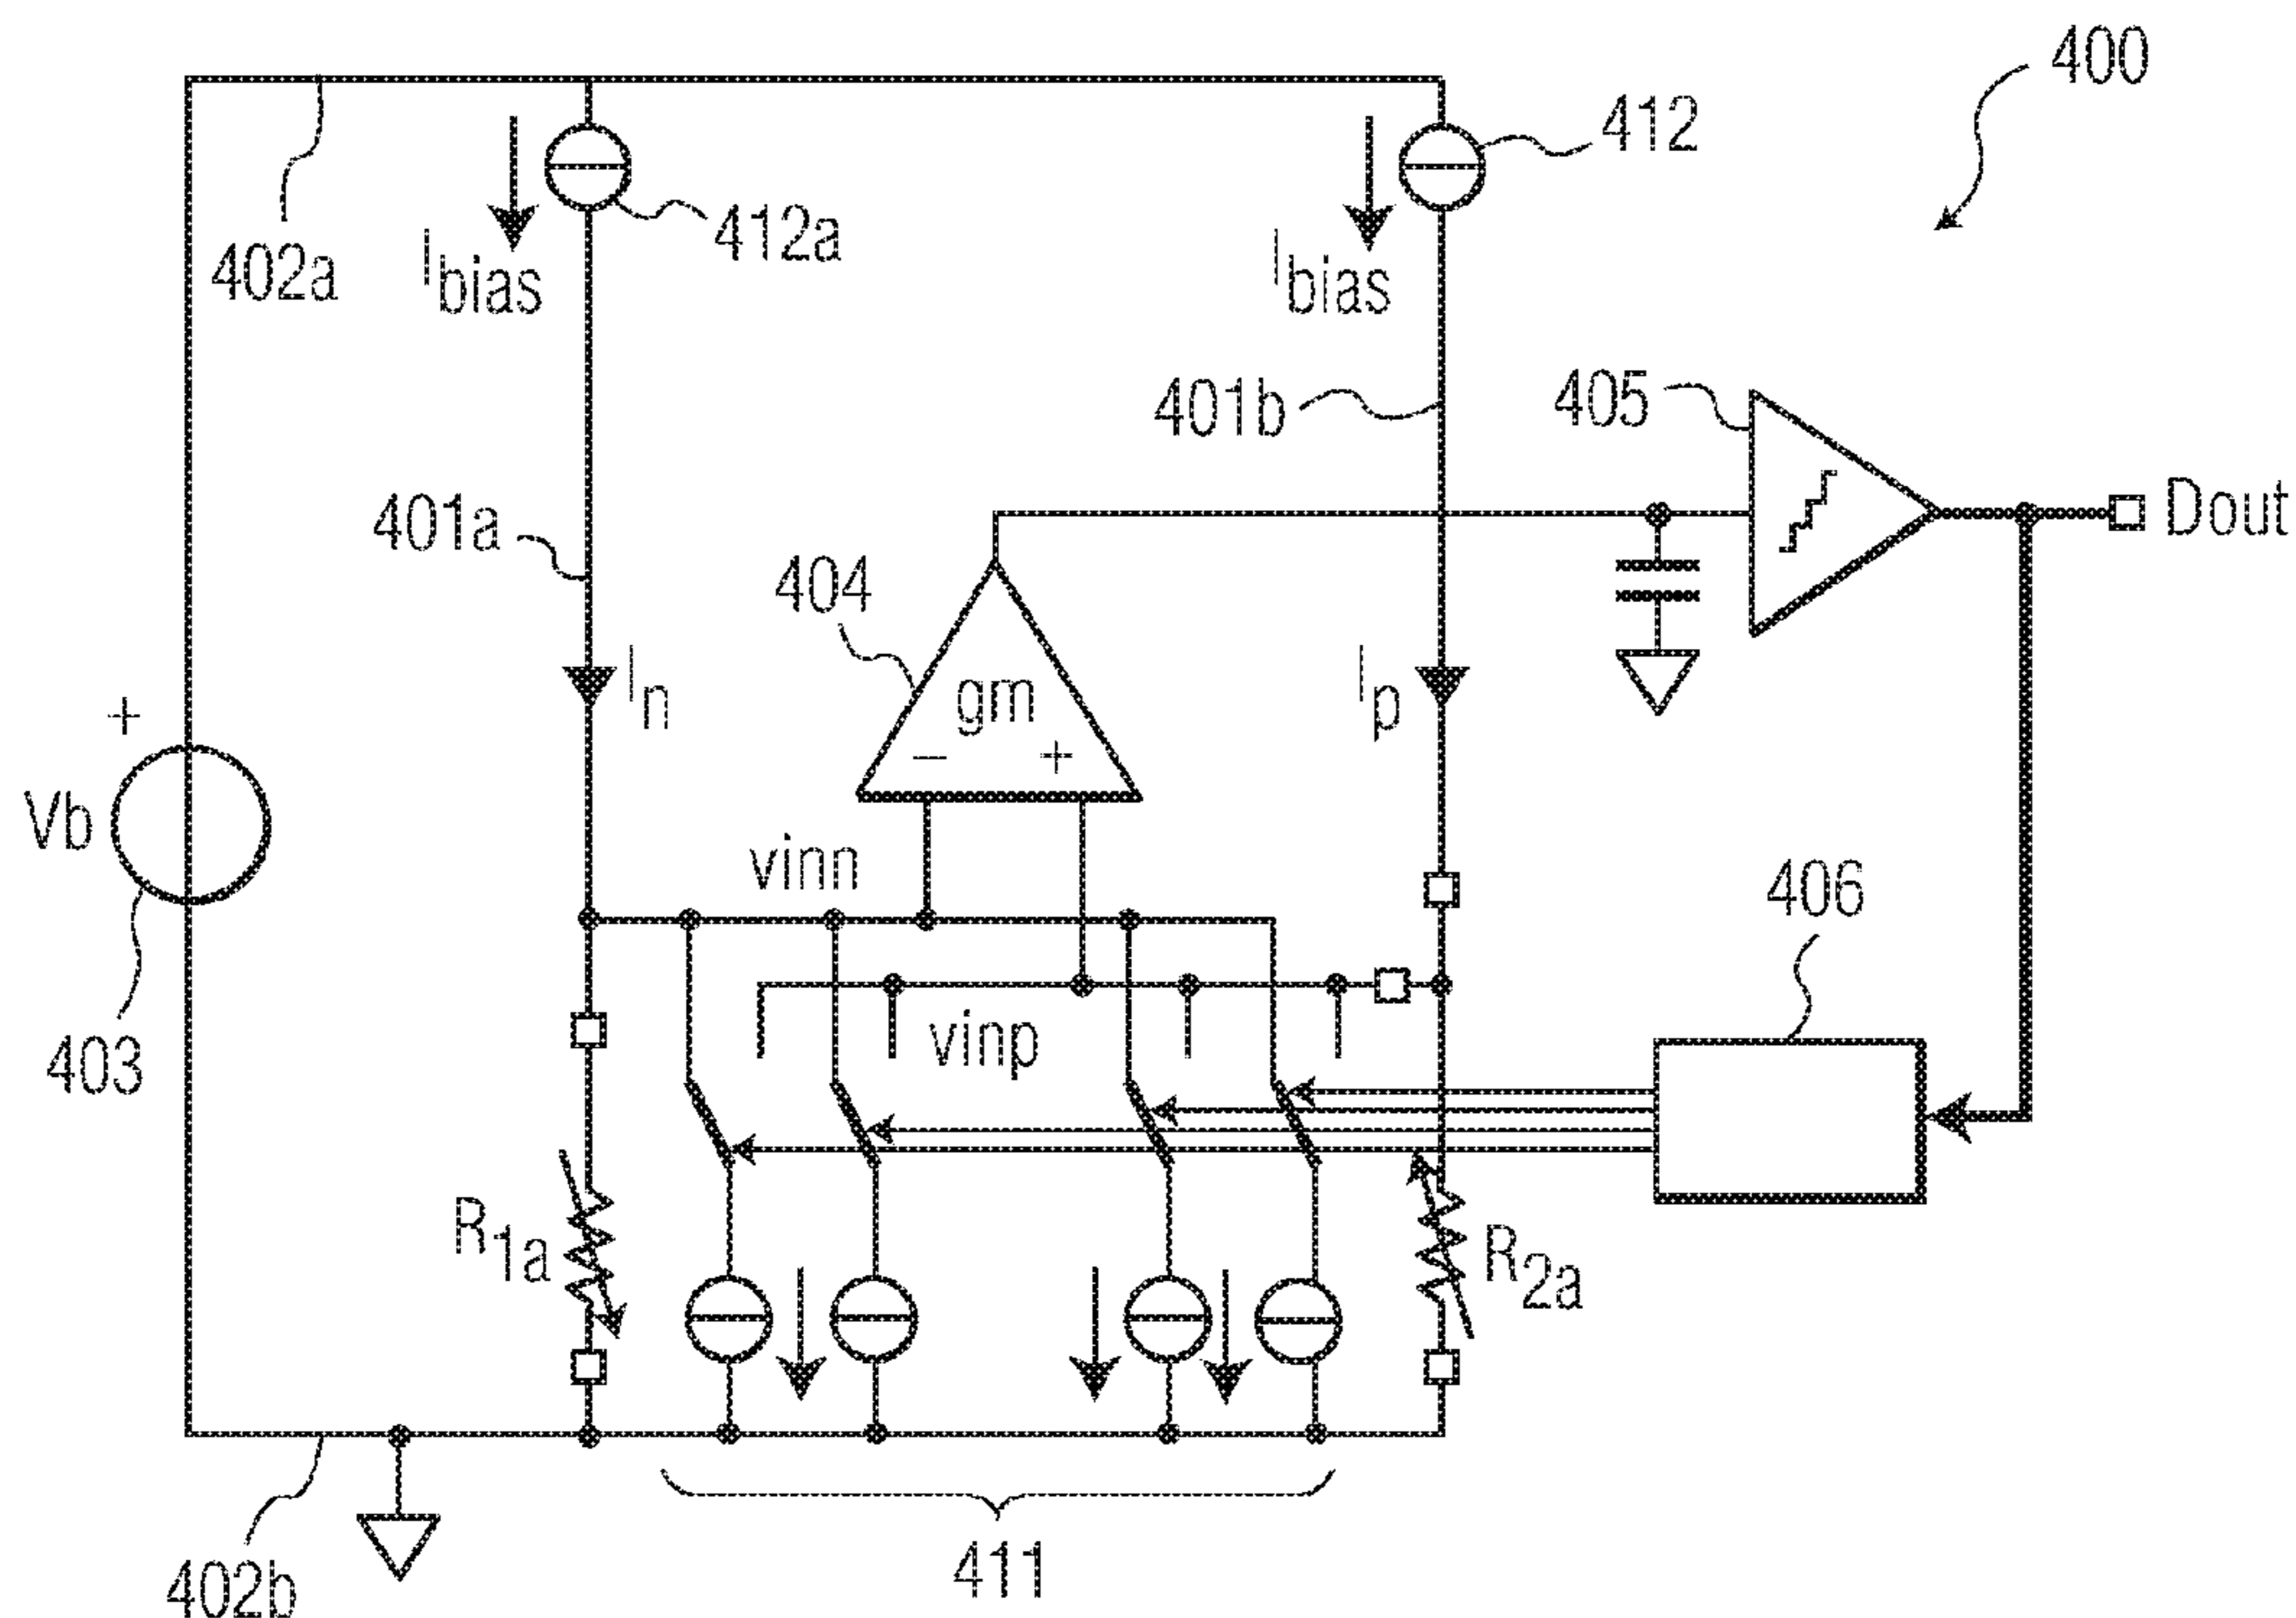 400
412
412a
402a
Ibias
Ibias
401b
405
401a
Dout
404
In
gm
Ip
+
− +
Vb
vinn
406
403
vinp
R1a
R2a
411
402b